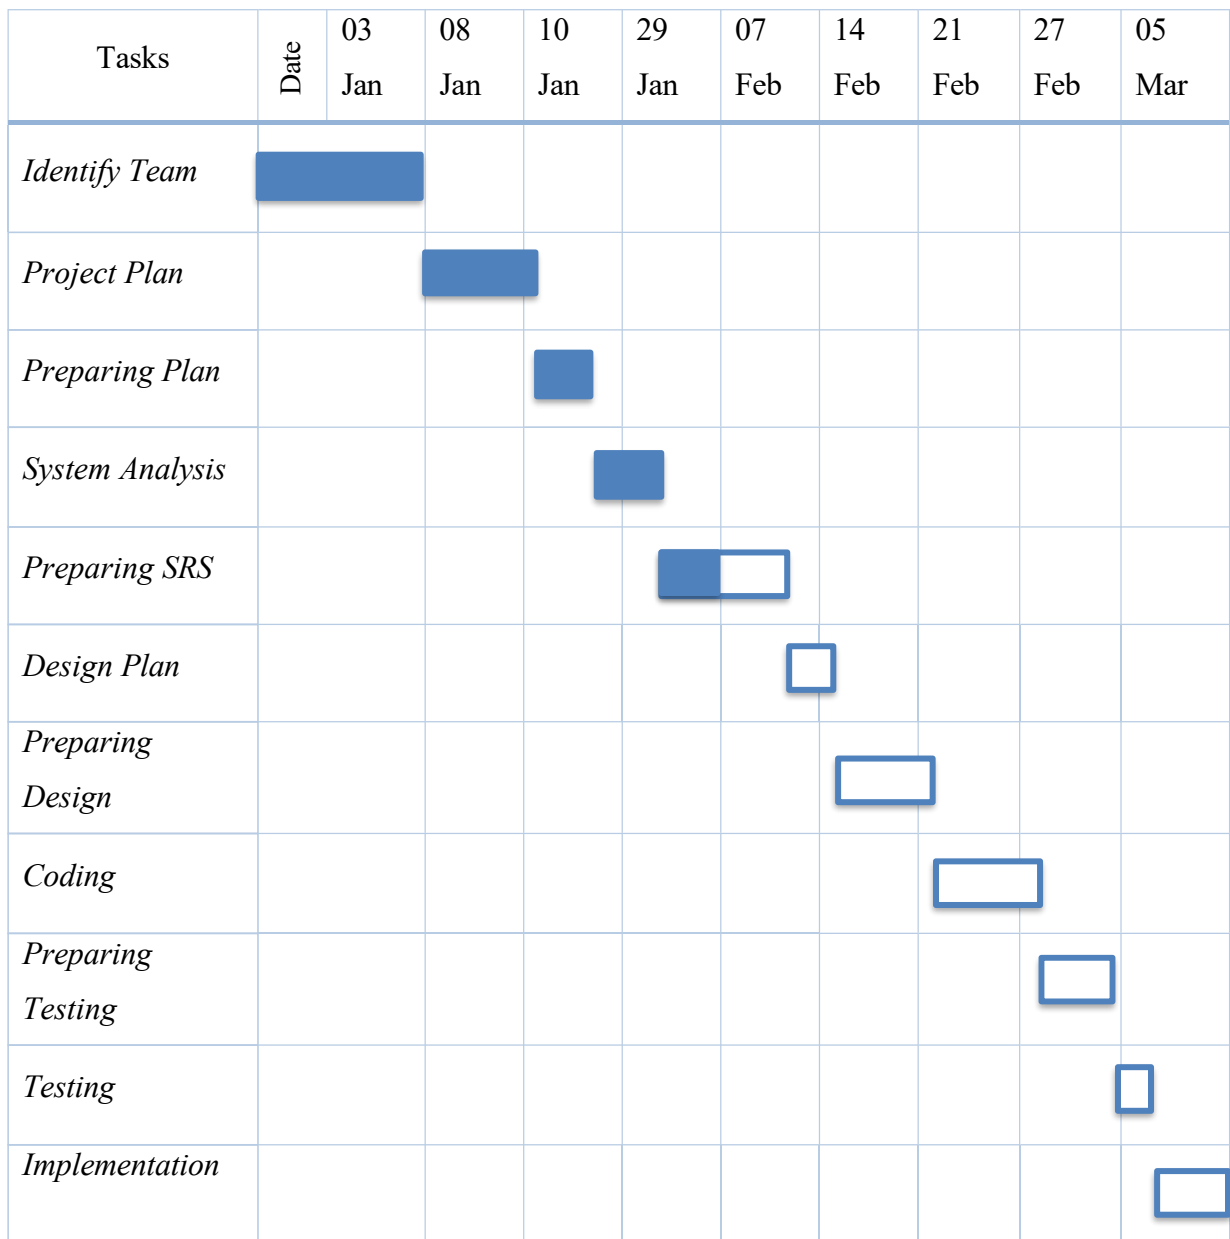 Tasks
Date
03 Jan
08 Jan
10 Jan
29 Jan
07 Feb
14 Feb
21 Feb
27 Feb
05 Mar
Identify Team
Project Plan
Preparing Plan
System Analysis
Preparing SRS
Design Plan
Preparing
Design
Coding
Preparing
Testing
Testing
Implementation